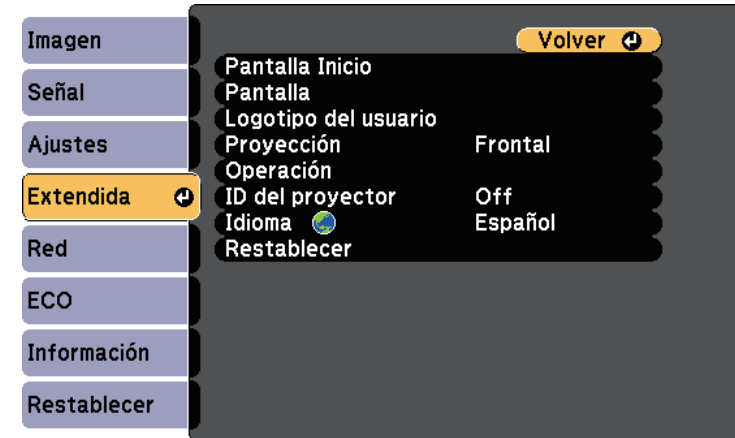 Imagen
Señal
Ajustes
Extendida
Red
ECO
Información
Restablecer
Volver
Pantalla Inicio
Pantalla
Logotipo del usuario
Proyección Frontal
Operación
ID del proyector Off
Idioma Español
Restablecer